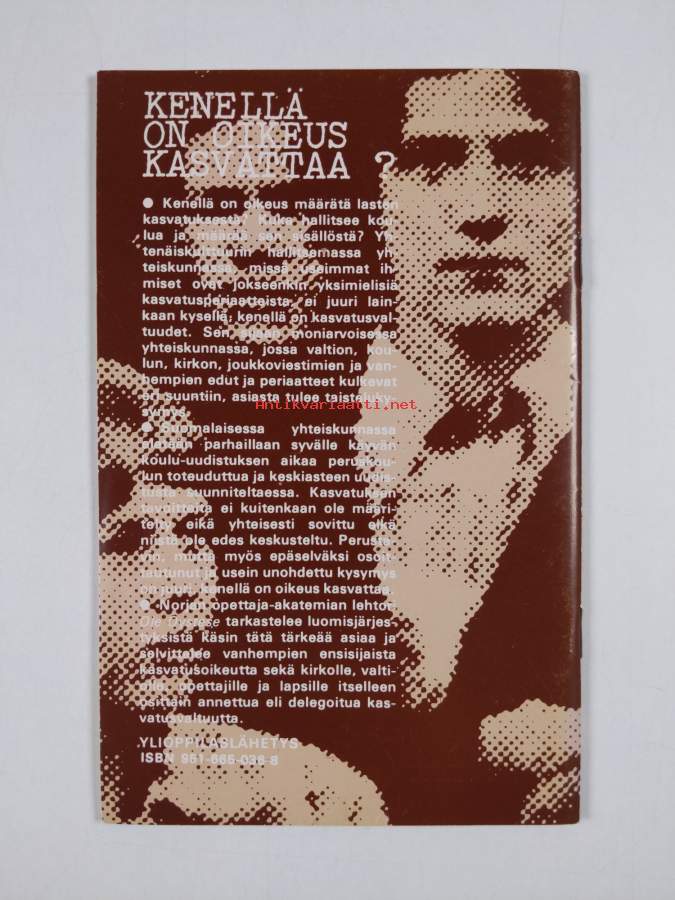 KENELLÄ
ON OIKEUS
KASVATTAA ?
● Kenellä on oikeus määrätä lasten
kasvatuksesta? Kuka hallitsee kou-
lua ja määrää sen sisällöstä? Yh-
tenäiskulttuurin hallitsemassa yh-
teiskunnassa, missä useimmat ih-
miset ovat jokseenkin yksimielisiä
kasvatusperiaatteista, ei juuri lain-
kaan kysellä, kenellä on kasvatusval-
tuudet. Sen sijaan moniarvoisessa
yhteiskunnassa, jossa valtion, kou-
lun, kirkon, joukkoviestimien ja van-
hempien edut ja periaatteet kulkevat
eri suuntiin, asiasta tulee taisteluky-
symys.
Antikvariaatti.net
● Suomalaisessa yhteiskunnassa
eletään parhaillaan syvälle käyvän
koulu-uudistuksen aikaa peruskou-
lun toteuduttua ja keskiasteen uudis-
tusta suunniteltaessa. Kasvatuksen
tavoitteita ei kuitenkaan ole määri-
telty eikä yhteisesti sovittu eikä
niistä ole edes keskusteltu. Perustе-
vin, mutta myös epäselväksi osoit-
tautunut ja usein unohdettu kysymys
on juuri, kenellä on oikeus kasvattaa.
● Norjan opettaja-akatemian lehtori
Ole tarkastelee luomisjärjes-
tyksistä käsin tätä tärkeää asiaa ja
selvittelee vanhempien ensisijaista
kasvatusoikeutta sekä kirkolle, valti-
olle, opettajille ja lapsille itselleen
osittain annettua eli delegoitua kas-
vatusvaltuutta.
YLIOPPILASLÄHETYS
ISBN 951-665-036-8